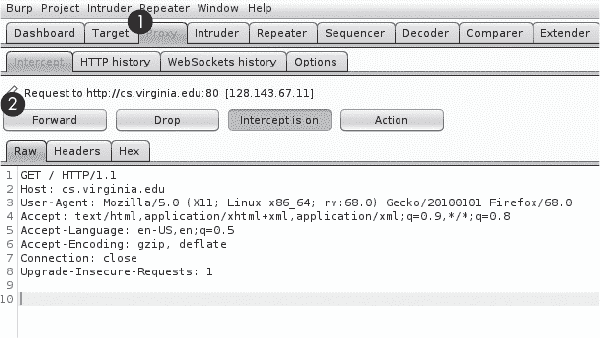 Burp Project Intruder Repeater Window Help
1
Dashboard Target Proxy Intruder Repeater Sequencer Decoder Comparer Extender
Intercept HTTP history WebSockets history Options
2
Request to http://cs.virginia.edu:80 [128.143.67.11]
Forward Drop Intercept is on Action
Raw Headers Hex
1 GET / HTTP/1.1
2 Host: cs.virginia.edu
3 User-Agent: Mozilla/5.0 (X11; Linux x86_64; rv:68.0) Gecko/20100101 Firefox/68.0
4 Accept: text/html,application/xhtml+xml,application/xml;q=0.9,*/*;q=0.8
5 Accept-Language: en-US,en;q=0.5
6 Accept-Encoding: gzip, deflate
7 Connection: close
8 Upgrade-Insecure-Requests: 1
9
10